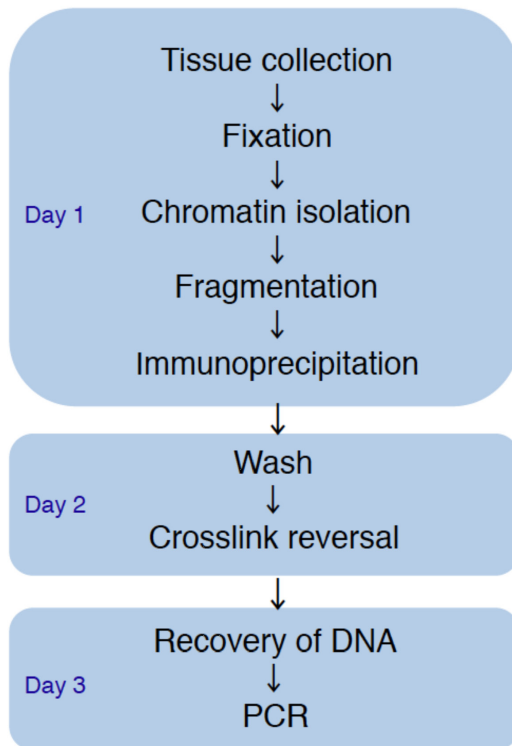 Tissue collection
↓
Fixation
↓
Day 1 Chromatin isolation
↓
Fragmentation
↓
Immunoprecipitation
↓
Wash
Day 2 ↓
Crosslink reversal
↓
Recovery of DNA
Day 3 ↓
PCR